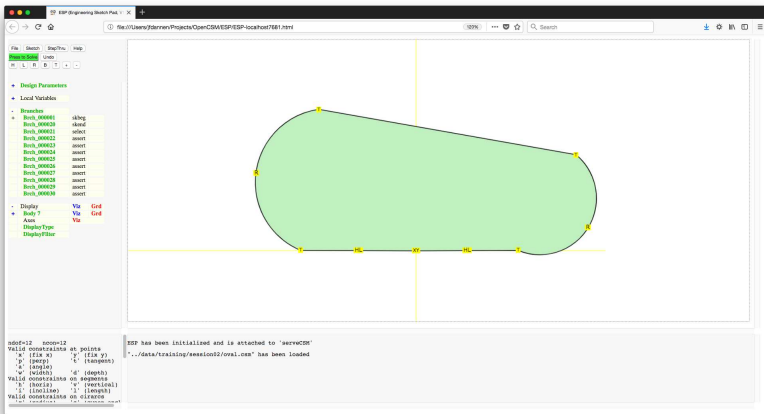 ESP (Engineering Sketch Pad, v
file:///Users/jfdannen/Projects/OpenCSM/ESP/ESP-localhost7681.html
120%
Search
File Sketch StepThru Help
Press to Solve Undo
H L R B T + -
+ Design Parameters
+ Local Variables
- Branches
+ Brch_000001 skbeg
Brch_000020 skend
Brch_000021 select
Brch_000022 assert
Brch_000023 assert
Brch_000024 assert
Brch_000025 assert
Brch_000026 assert
Brch_000027 assert
Brch_000028 assert
Brch_000029 assert
Brch_000030 assert
- Display Viz Grd
+ Body 7 Viz Grd
Axes Viz
DisplayType
DisplayFilter
T
T
R
R
T HL XY HL T
ndof=12 ncon=12
Valid constraints at points
'x' (fix x) 'y' (fix y)
'p' (perp) 't' (tangent)
'a' (angle)
'w' (width) 'd' (depth)
Valid constraints on segments
'h' (horiz) 'v' (vertical)
'i' (incline) 'l' (length)
Valid constraints on cirarcs
ESP has been initialized and is attached to 'serveCSM'
"../data/training/session02/oval.csm" has been loaded